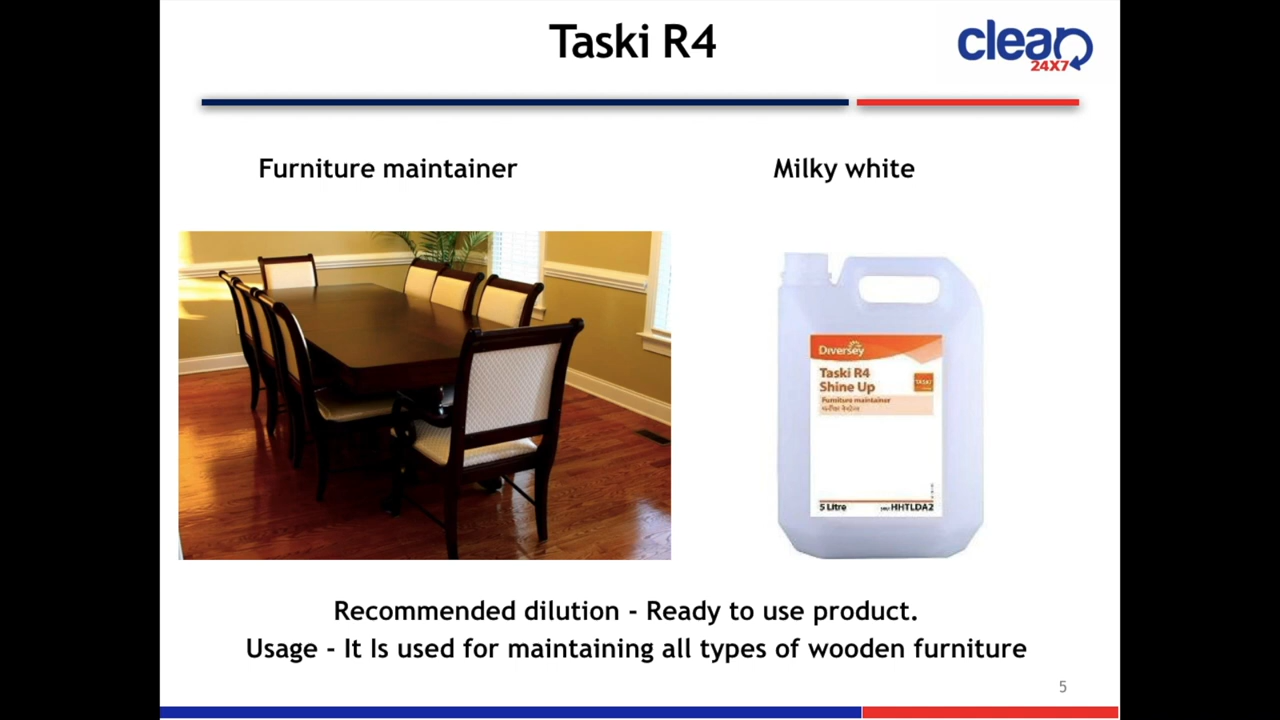 Taski R4
clean
24X7
Furniture maintainer
Milky white
Diversey
Taski R4
Shine Up
TASKI
Furniture maintainer
5 Litre
HHTLDA2
Recommended dilution - Ready to use product.
Usage - It Is used for maintaining all types of wooden furniture
5